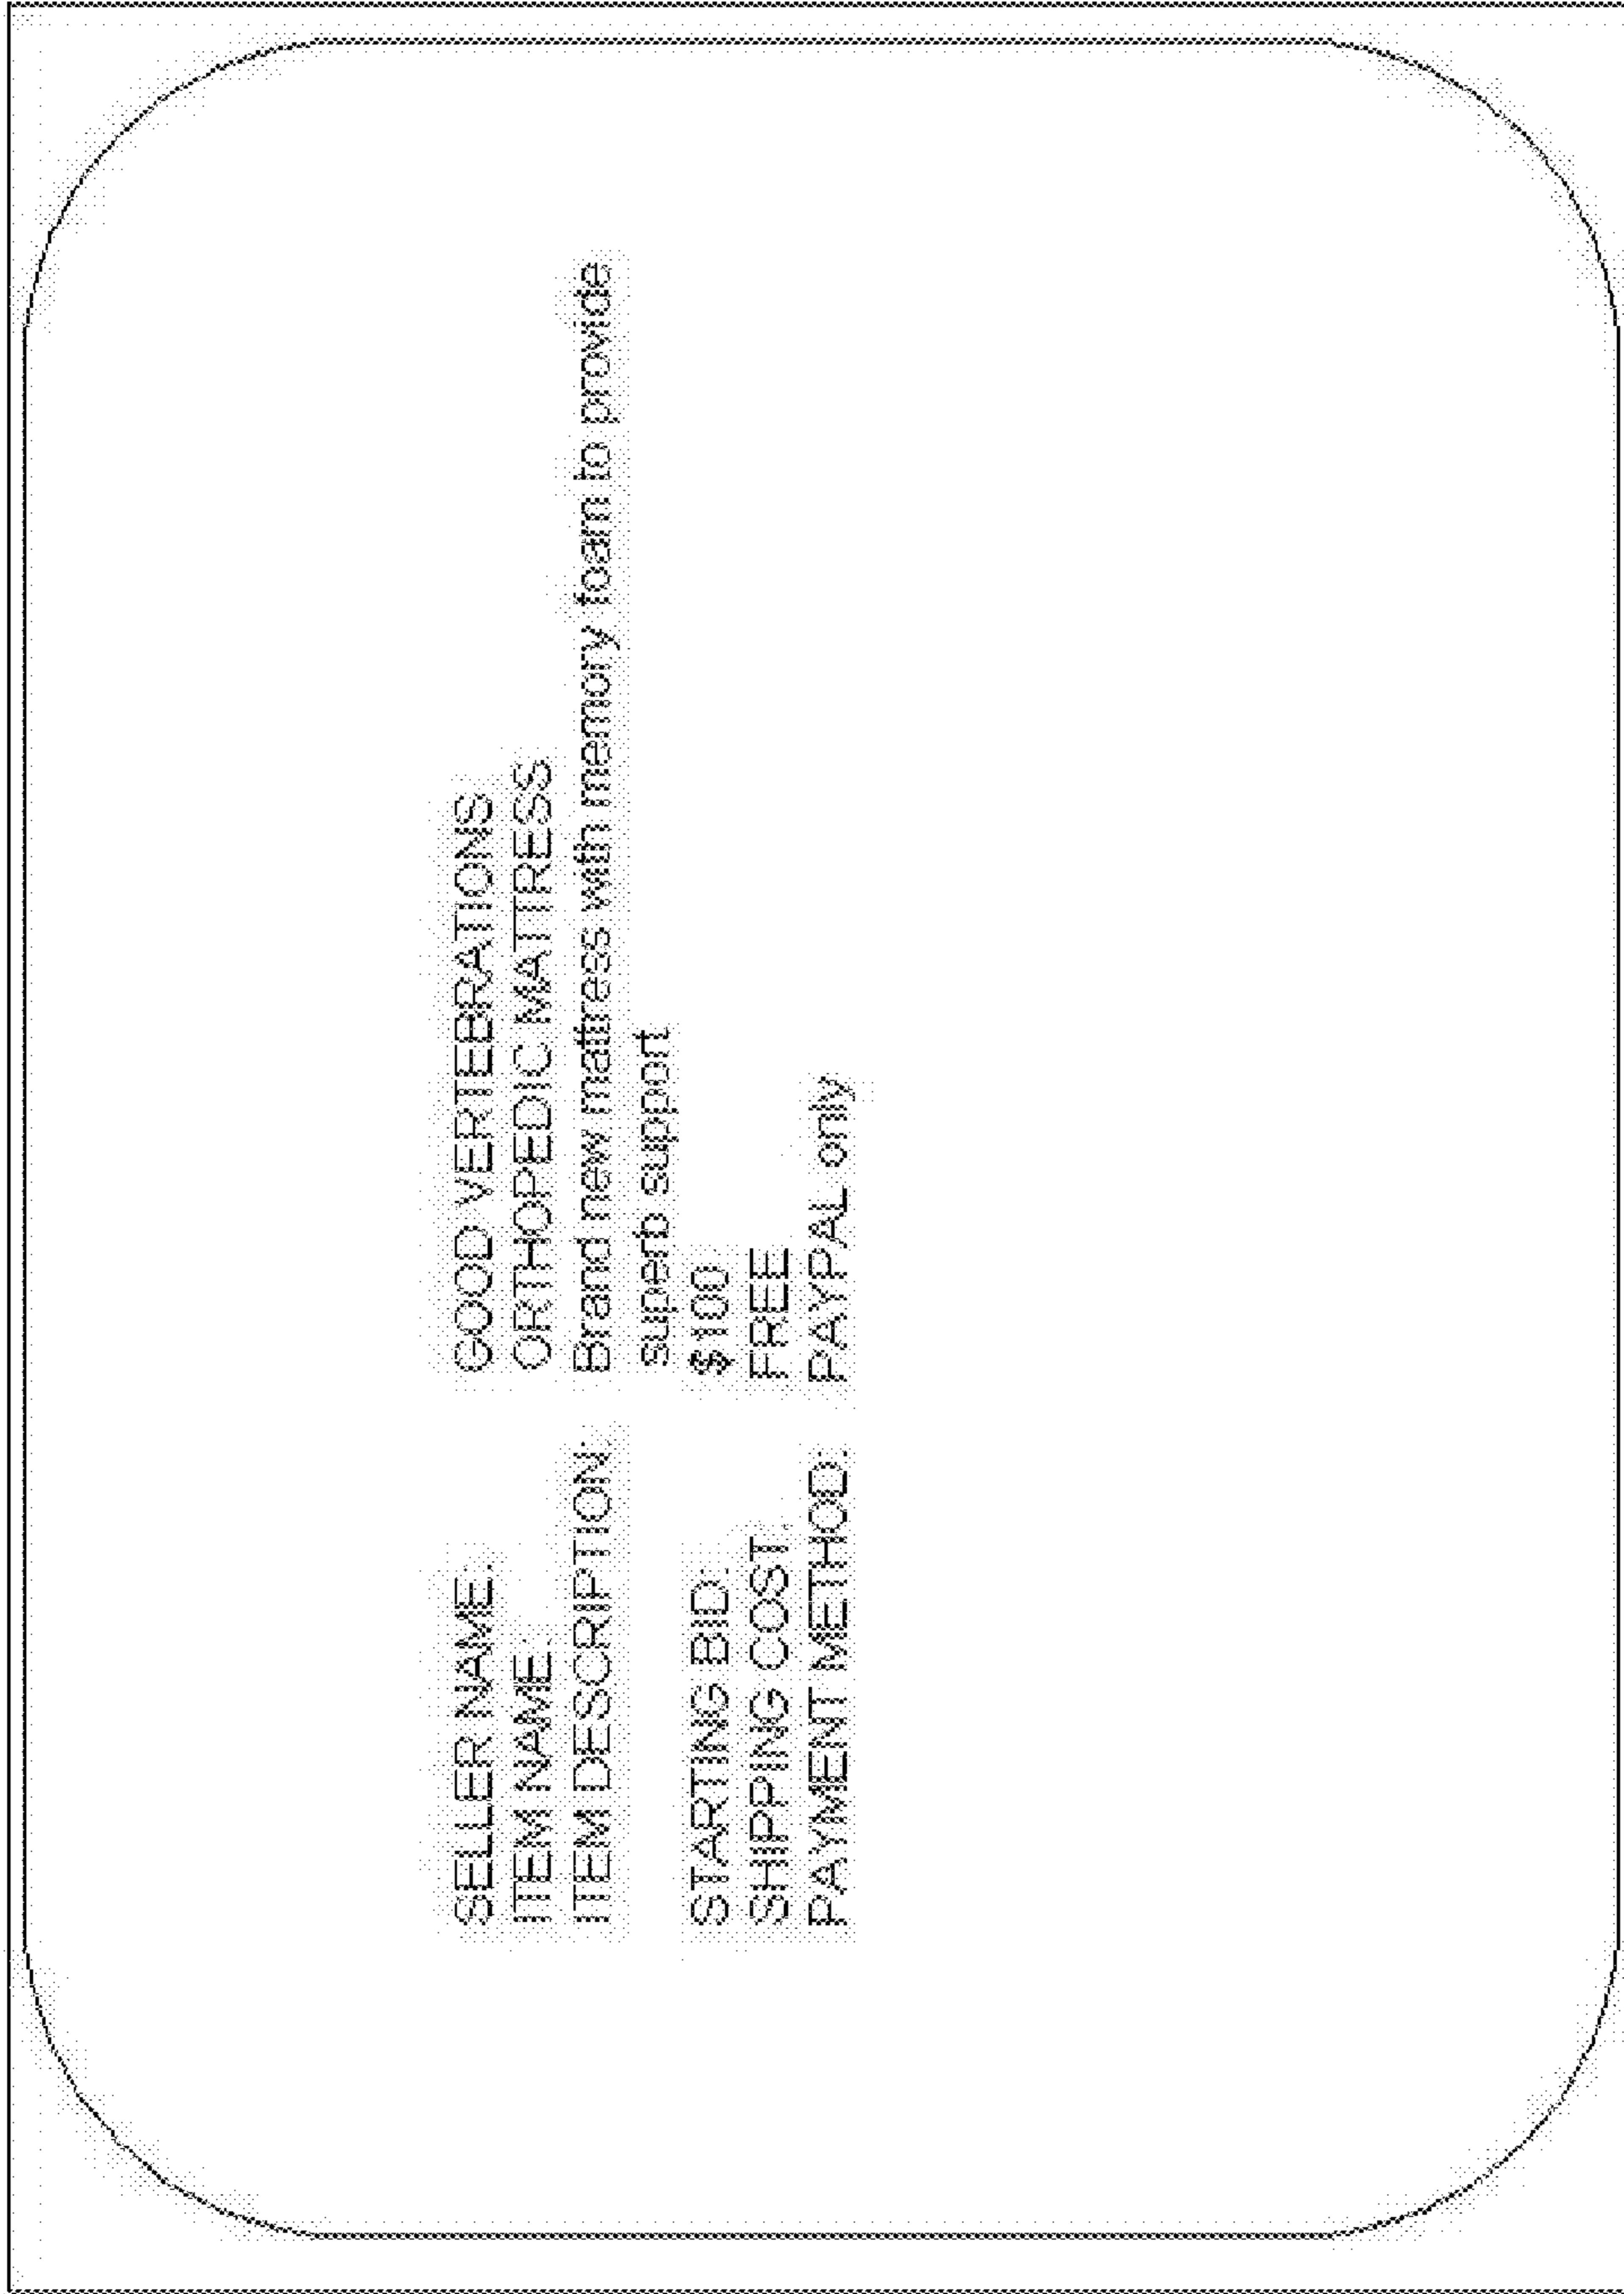 SELLER NAME: GOOD VERTEBRATIONS
ITEM NAME: ORTHOPEDIC MATTRESS
ITEM DESCRIPTION: Brand new mattress with memory foam to provide
superb support
STARTING BID: $100
SHIPPING COST: FREE
PAYMENT METHOD: PAYPAL only